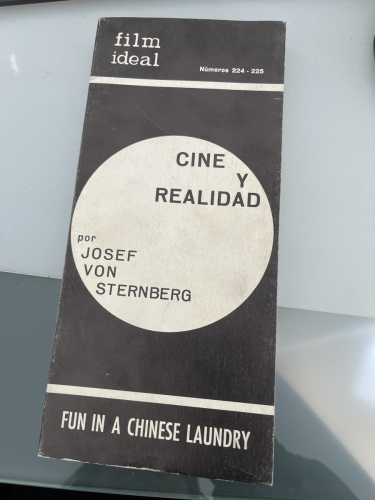 film
ideal
Números 224 - 225
CINE
Y
REALIDAD
por
JOSEF
VON
STERNBERG
FUN IN A CHINESE LAUNDRY